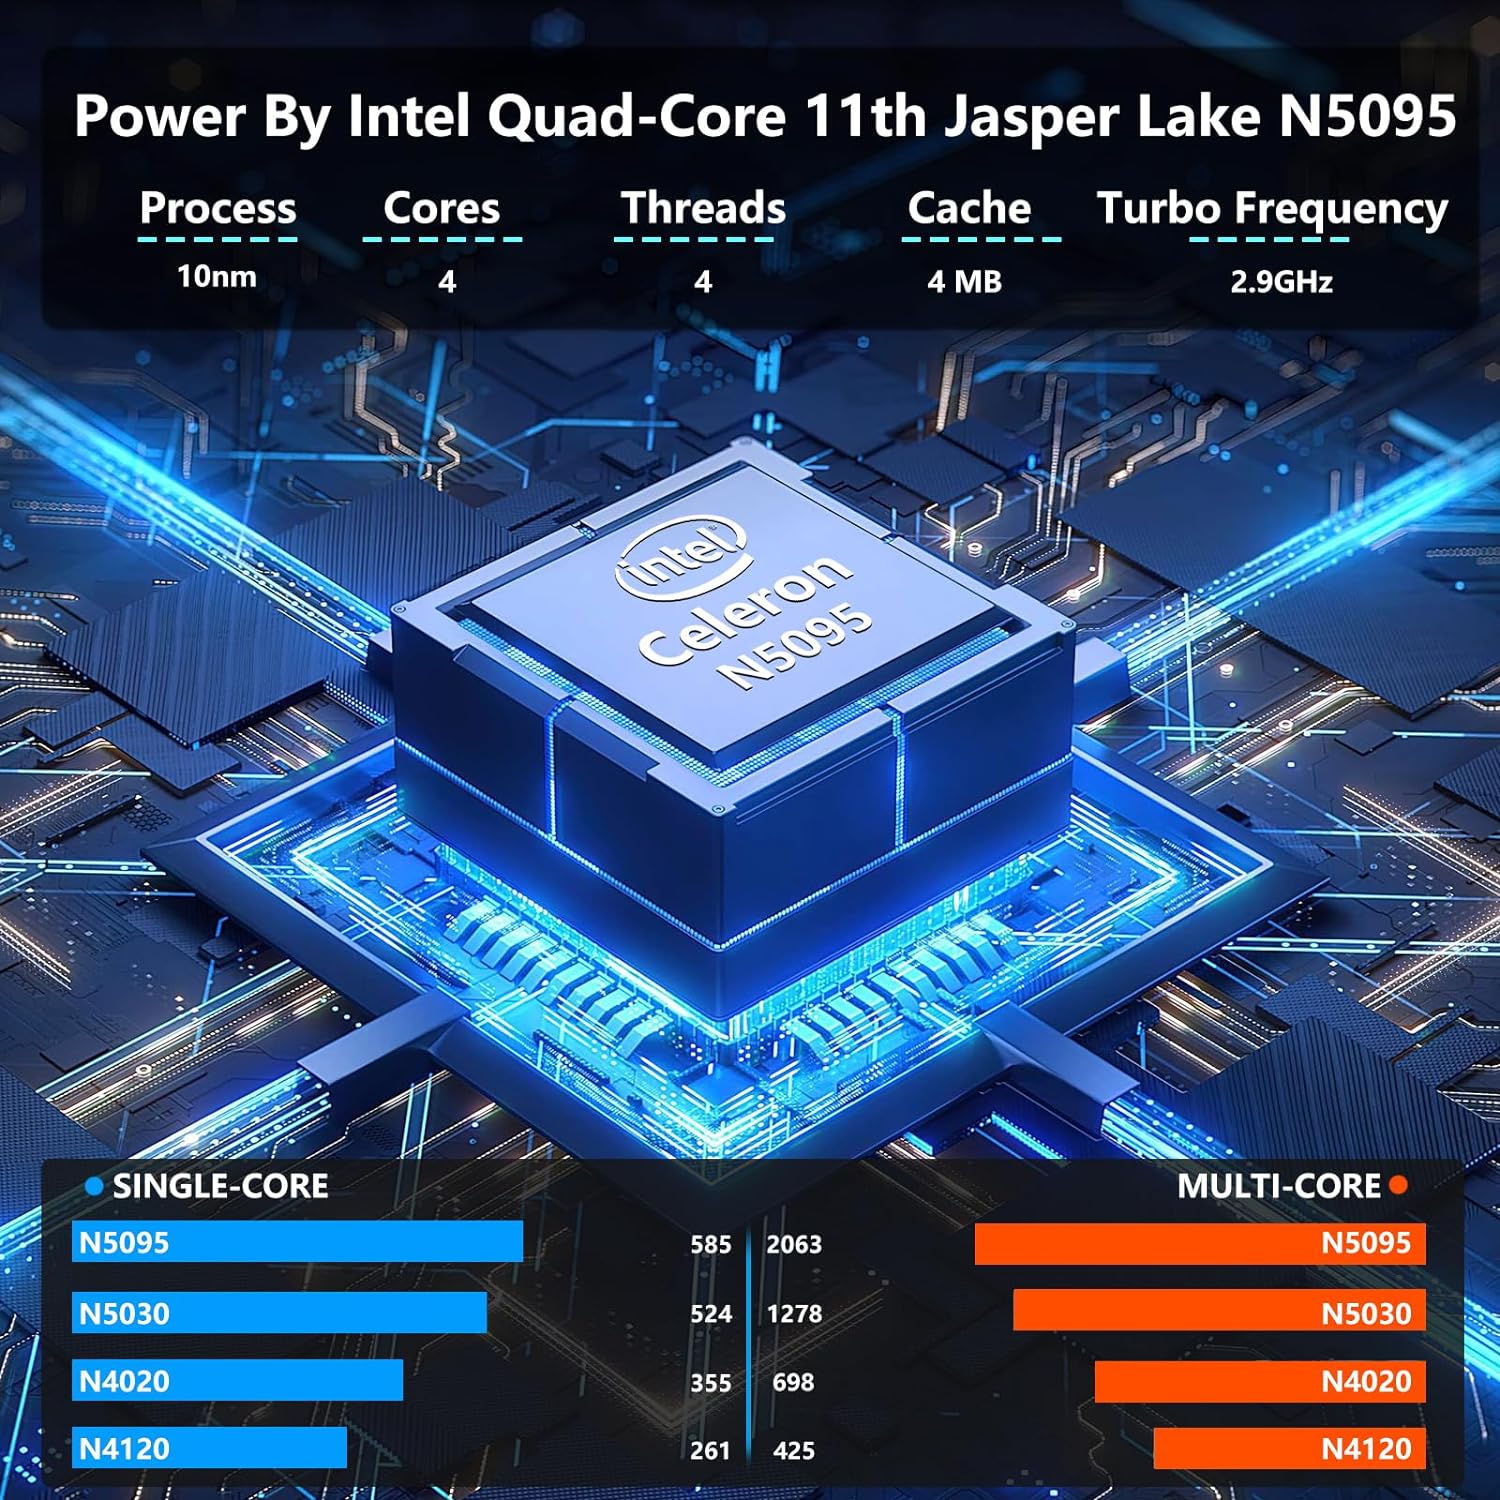 Power By Intel Quad-Core 11th Jasper Lake N5095
Process Cores Threads Cache Turbo Frequency
10nm 4 4 4 MB 2.9GHz
intel
Celeron
N5095
SINGLE-CORE MULTI-CORE
N5095 585 2063 N5095
N5030 524 1278 N5030
N4020 355 698 N4020
N4120 261 425 N4120